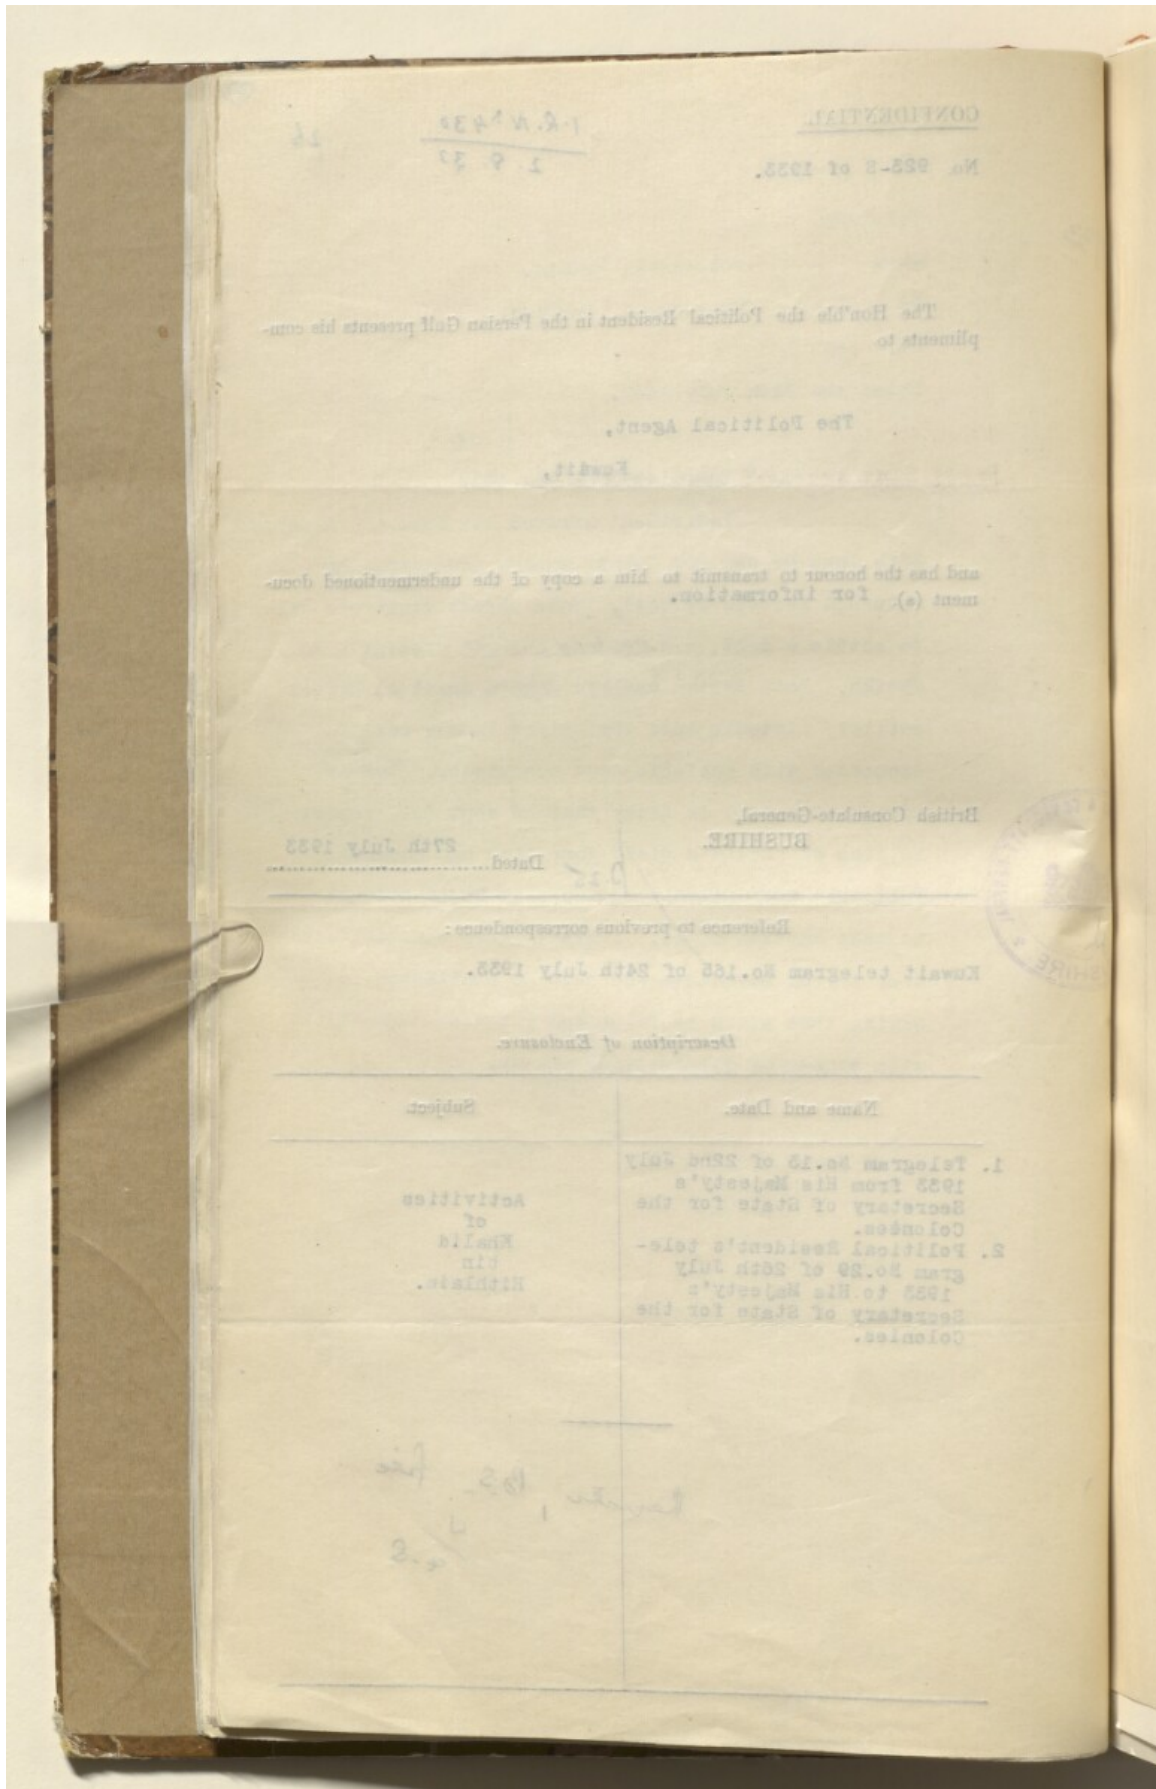 CONFIDENTIAL.
No. 923-S of 1933.
The Hon'ble the Political Resident in the Persian Gulf presents his com-
pliments to
The Political Agent,
Kuwait,
and has the honour to transmit to him a copy of the undermentioned docu-
ment (s) for information.
British Consulate-General,
BUSHIRE.
Dated 27th July 1933
Reference to previous correspondence:
Kuwait telegram No.165 of 24th July 1933.
Description of Enclosure.
Name and Date.
Subject.
1. Telegram No.13 of 22nd July
1933 from His Majesty's
Secretary of State for the
Colonies.
2. Political Resident's tele-
gram No.29 of 26th July
1933 to His Majesty's
Secretary of State for the
Colonies.
Activities
of
Khalid
bin
Hithlain.